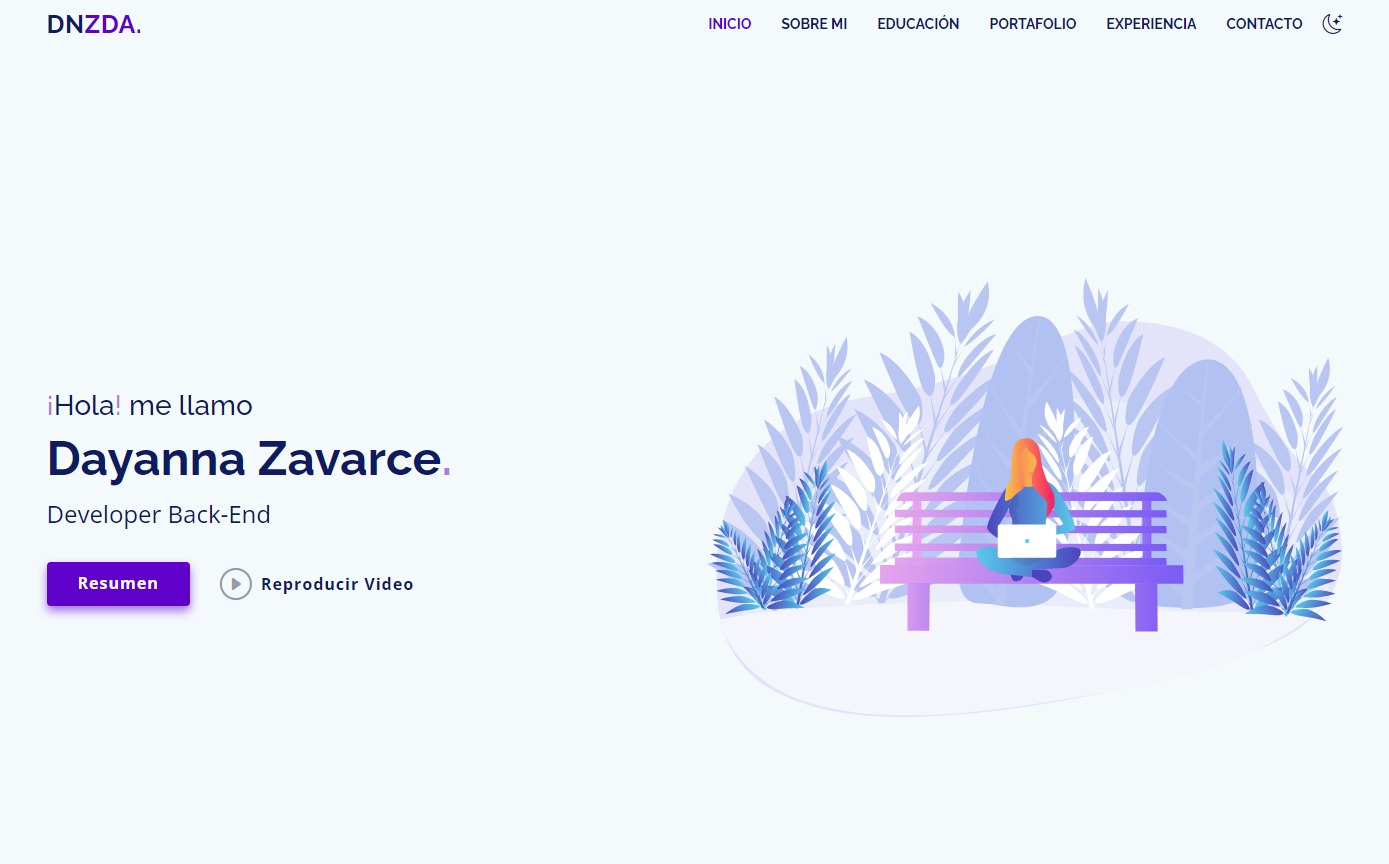 DNZDA.
INICIO SOBRE MI EDUCACIÓN PORTAFOLIO EXPERIENCIA CONTACTO
¡Hola! me llamo
Dayanna Zavarce.
Developer Back-End
Resumen Reproducir Video